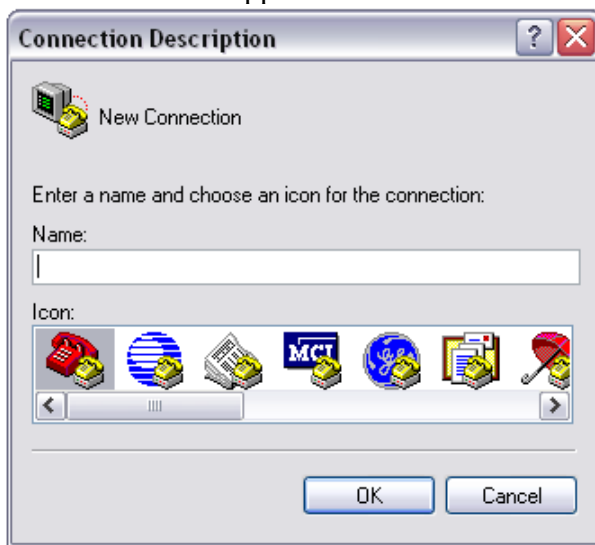 Connection Description
New Connection
Enter a name and choose an icon for the connection:
Name:
Icon:
MCI
OK Cancel